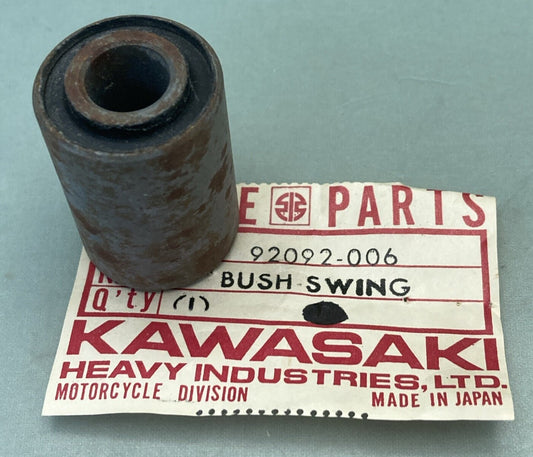 E PARTS
92092-006
N
BUSH SWING
Q'ty (1)
KAWASAKI
HEAVY INDUSTRIES, LTD.
MOTORCYCLE DIVISION MADE IN JAPAN